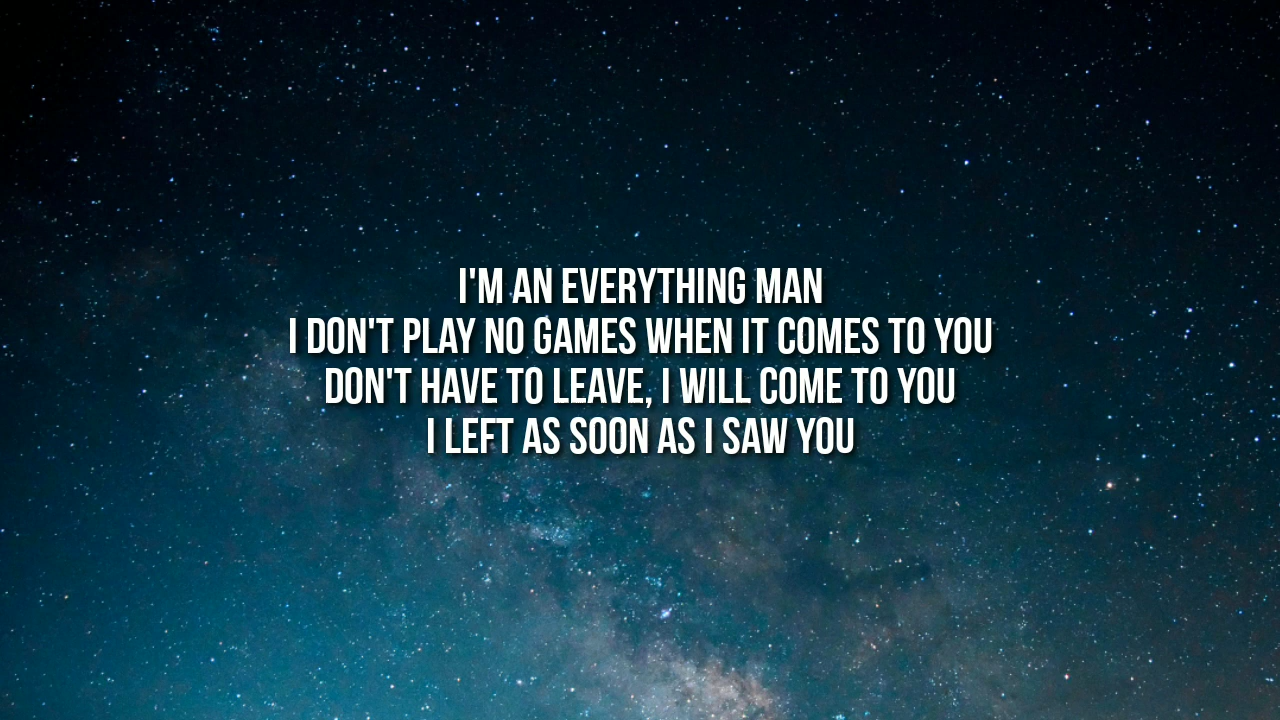 I'M AN EVERYTHING MAN
I DON'T PLAY NO GAMES WHEN IT COMES TO YOU
DON'T HAVE TO LEAVE, I WILL COME TO YOU
I LEFT AS SOON AS I SAW YOU